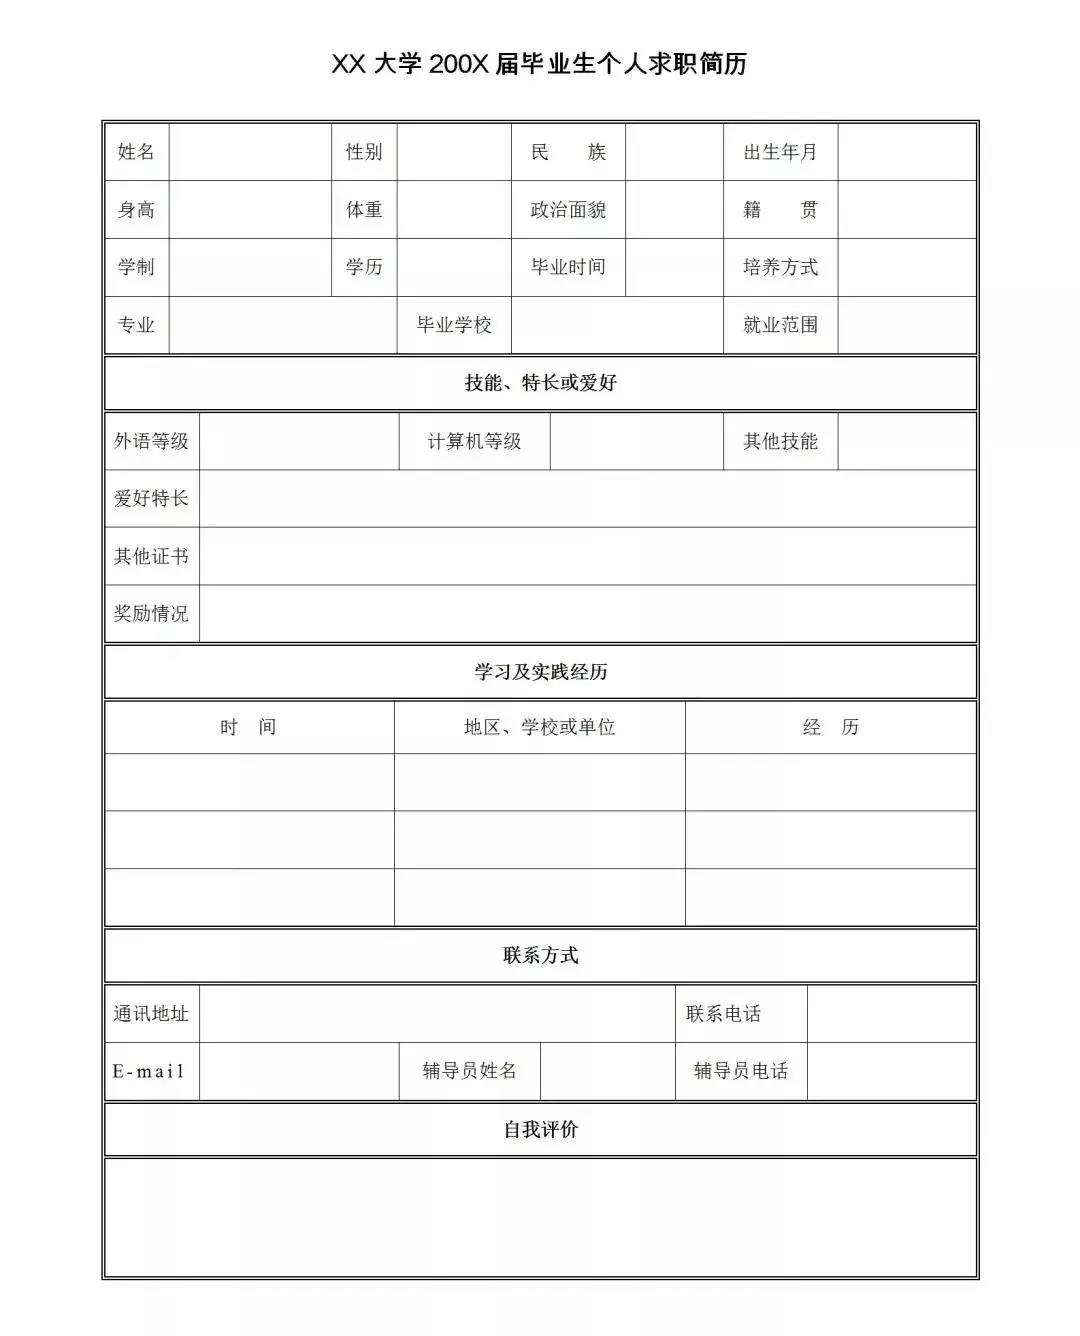 XX 大学 200X 届毕业生个人求职简历
姓名 性别 民 族 出生年月
身高 体重 政治面貌 籍 贯
学制 学历 毕业时间 培养方式
专业 毕业学校 就业范围
技能、特长或爱好
外语等级 计算机等级 其他技能
爱好特长
其他证书
奖励情况
学习及实践经历
时 间 地区、学校或单位 经 历
联系方式
通讯地址 联系电话
E-mail 辅导员姓名 辅导员电话
自我评价